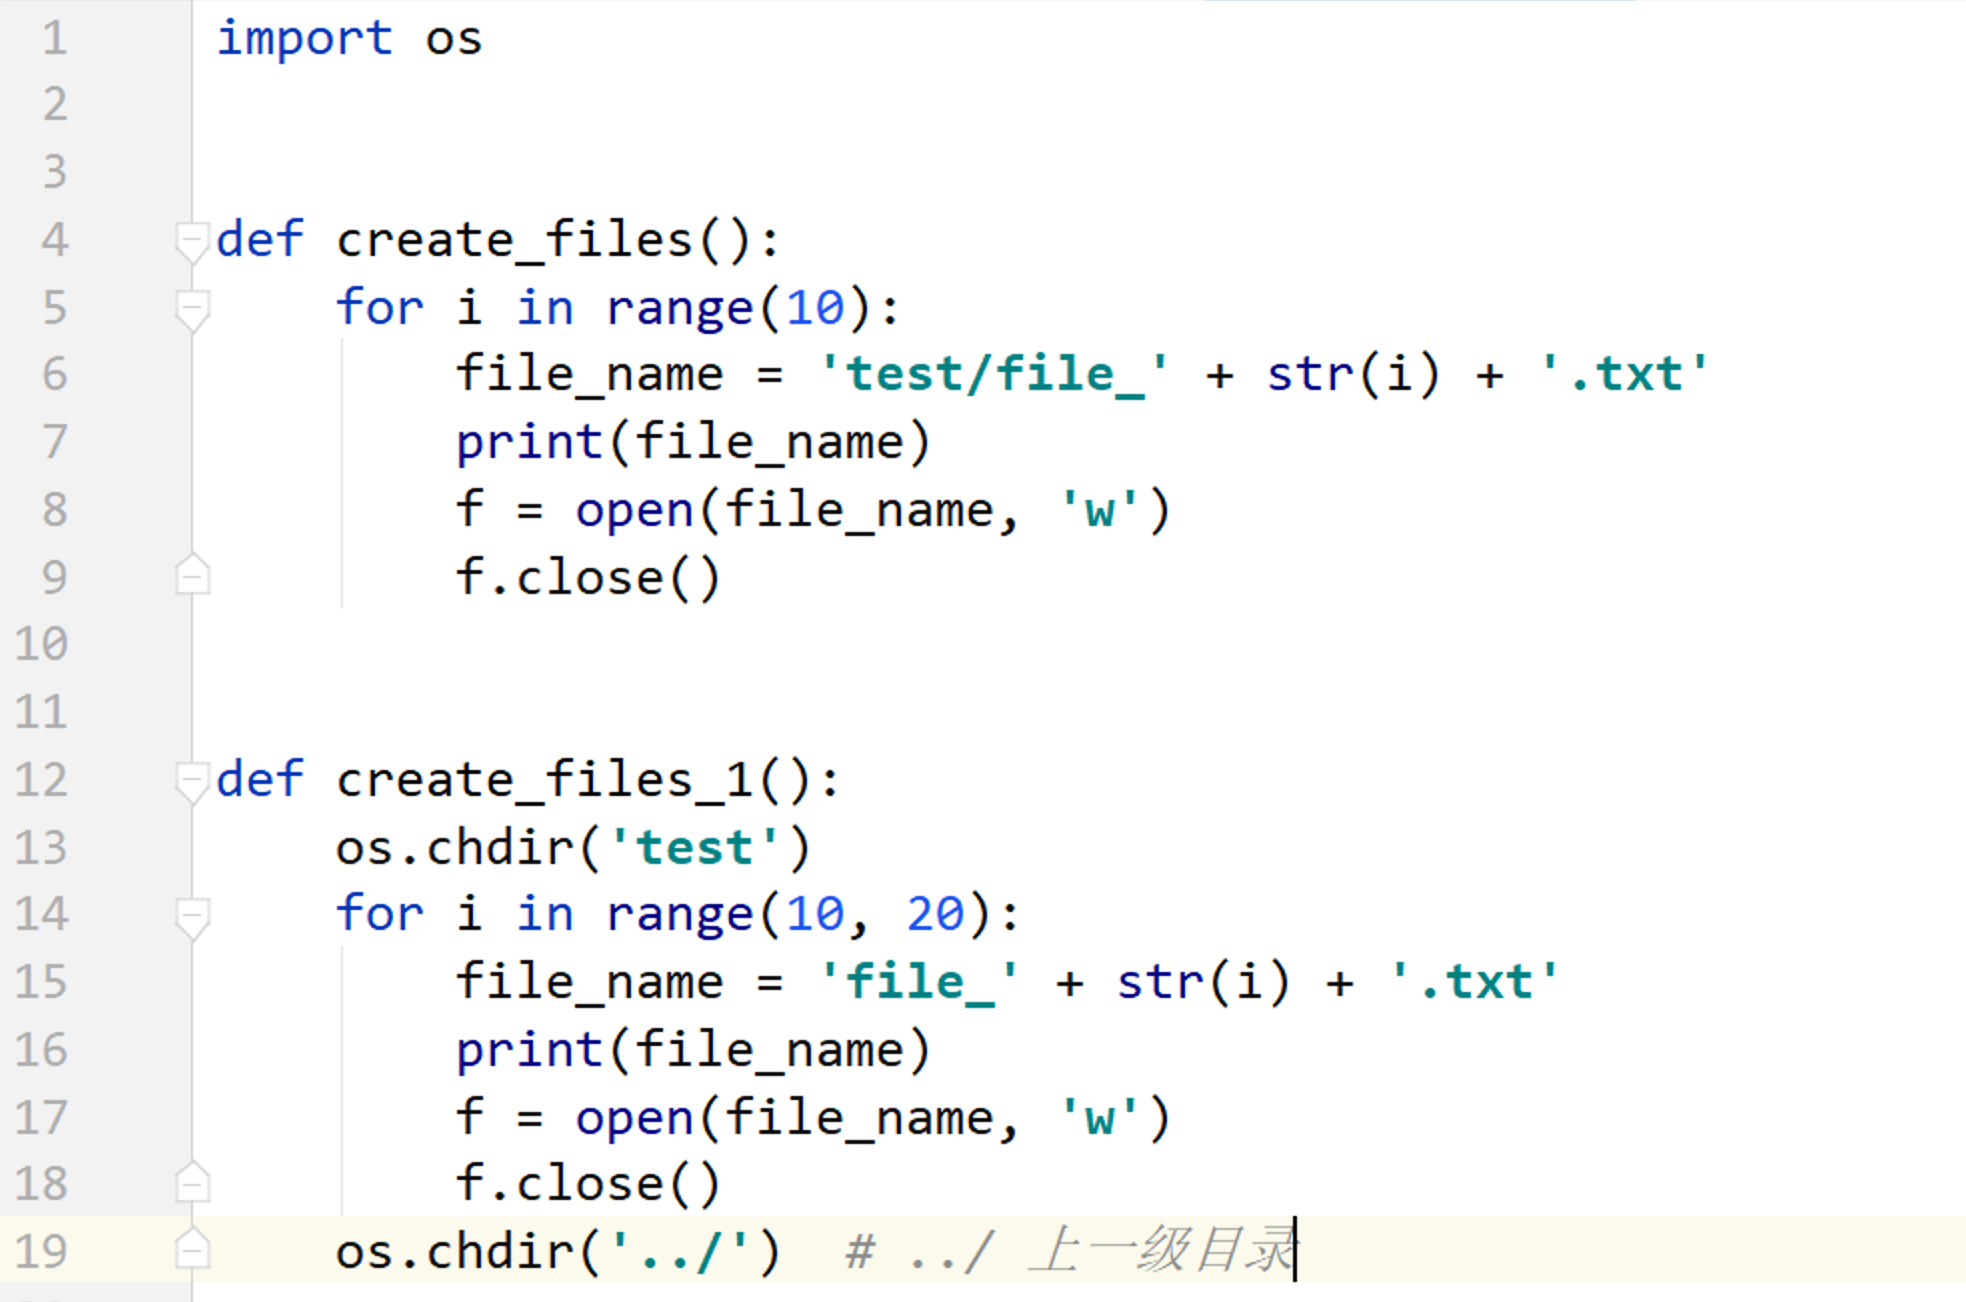 1 import os
2
3
4 def create_files():
5     for i in range(10):
6         file_name = 'test/file_' + str(i) + '.txt'
7         print(file_name)
8         f = open(file_name, 'w')
9         f.close()
10
11
12 def create_files_1():
13     os.chdir('test')
14     for i in range(10, 20):
15         file_name = 'file_' + str(i) + '.txt'
16         print(file_name)
17         f = open(file_name, 'w')
18         f.close()
19     os.chdir('../')  # ../ 上一级目录